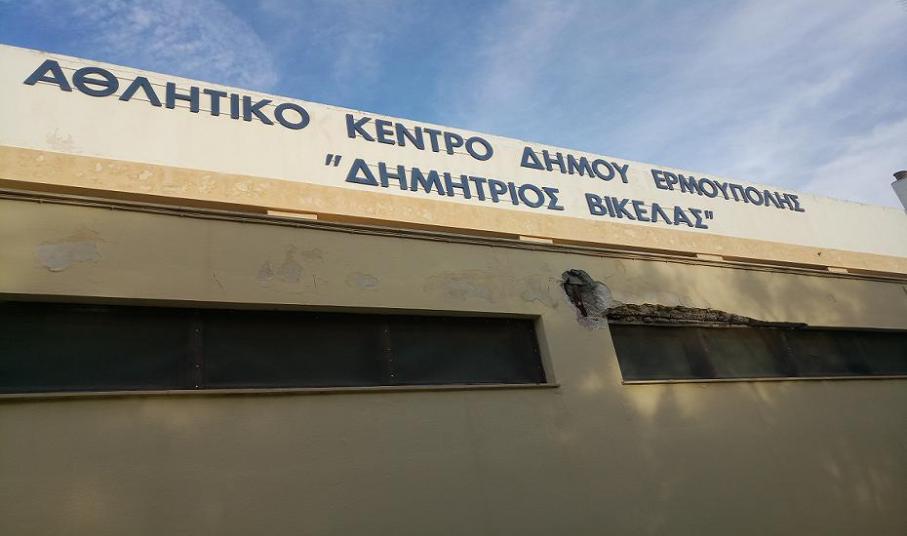 ΑΘΛΗΤΙΚΟ ΚΕΝΤΡΟ ΔΗΜΟΥ ΕΡΜΟΥΠΟΛΗΣ
"ΔΗΜΗΤΡΙΟΣ ΒΙΚΕΛΑΣ"